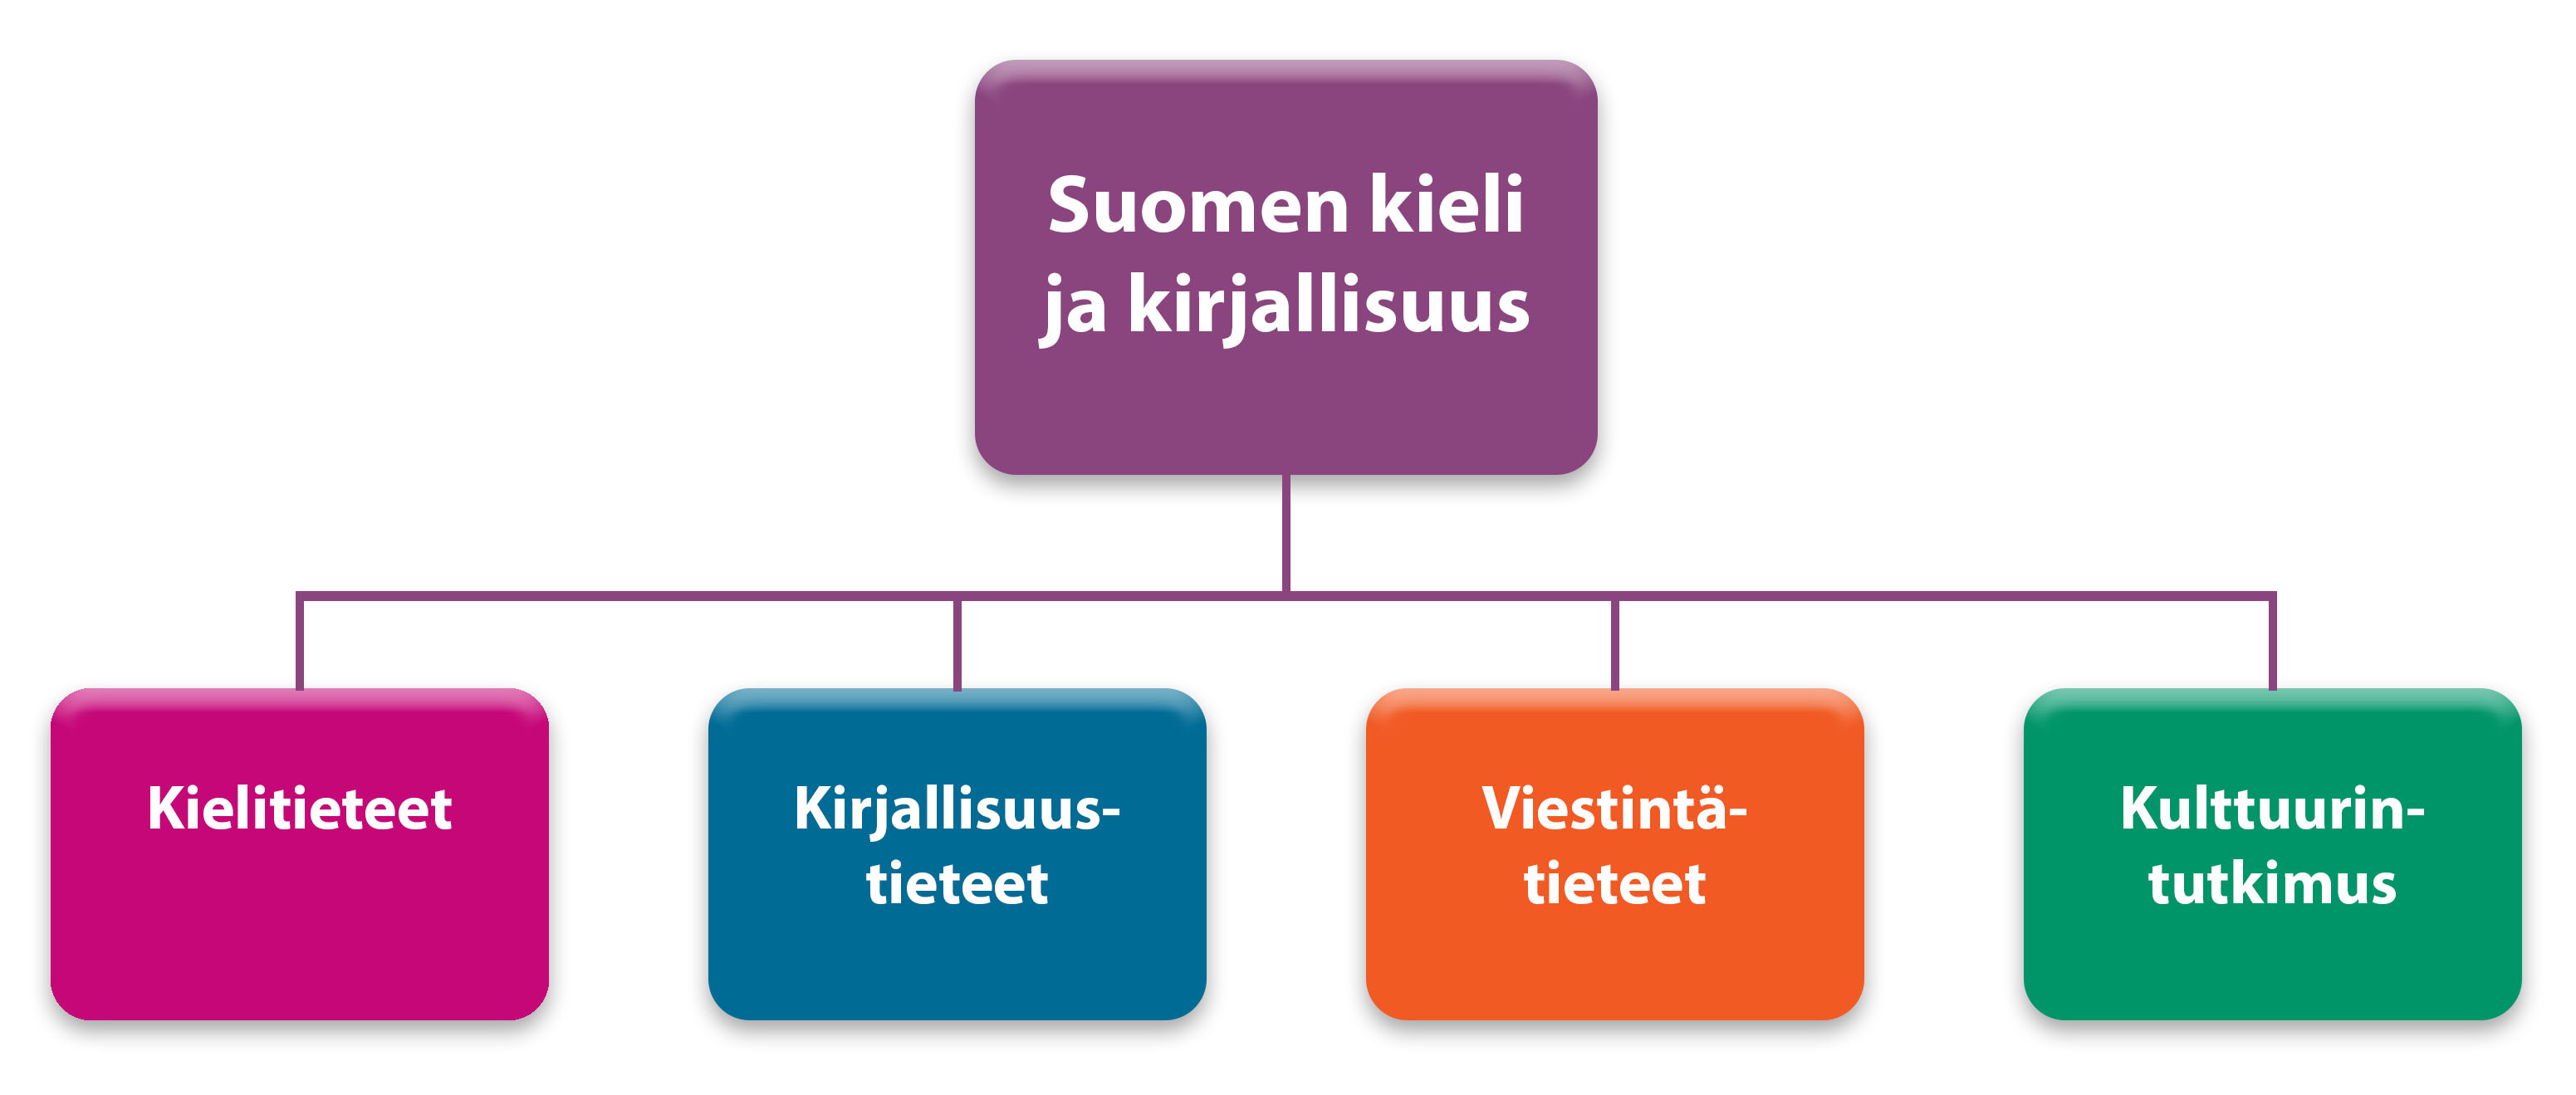 Suomen kieli
ja kirjallisuus
Kielitieteet
Kirjallisuus-
tieteet
Viestintä-
tieteet
Kulttuurin-
tutkimus